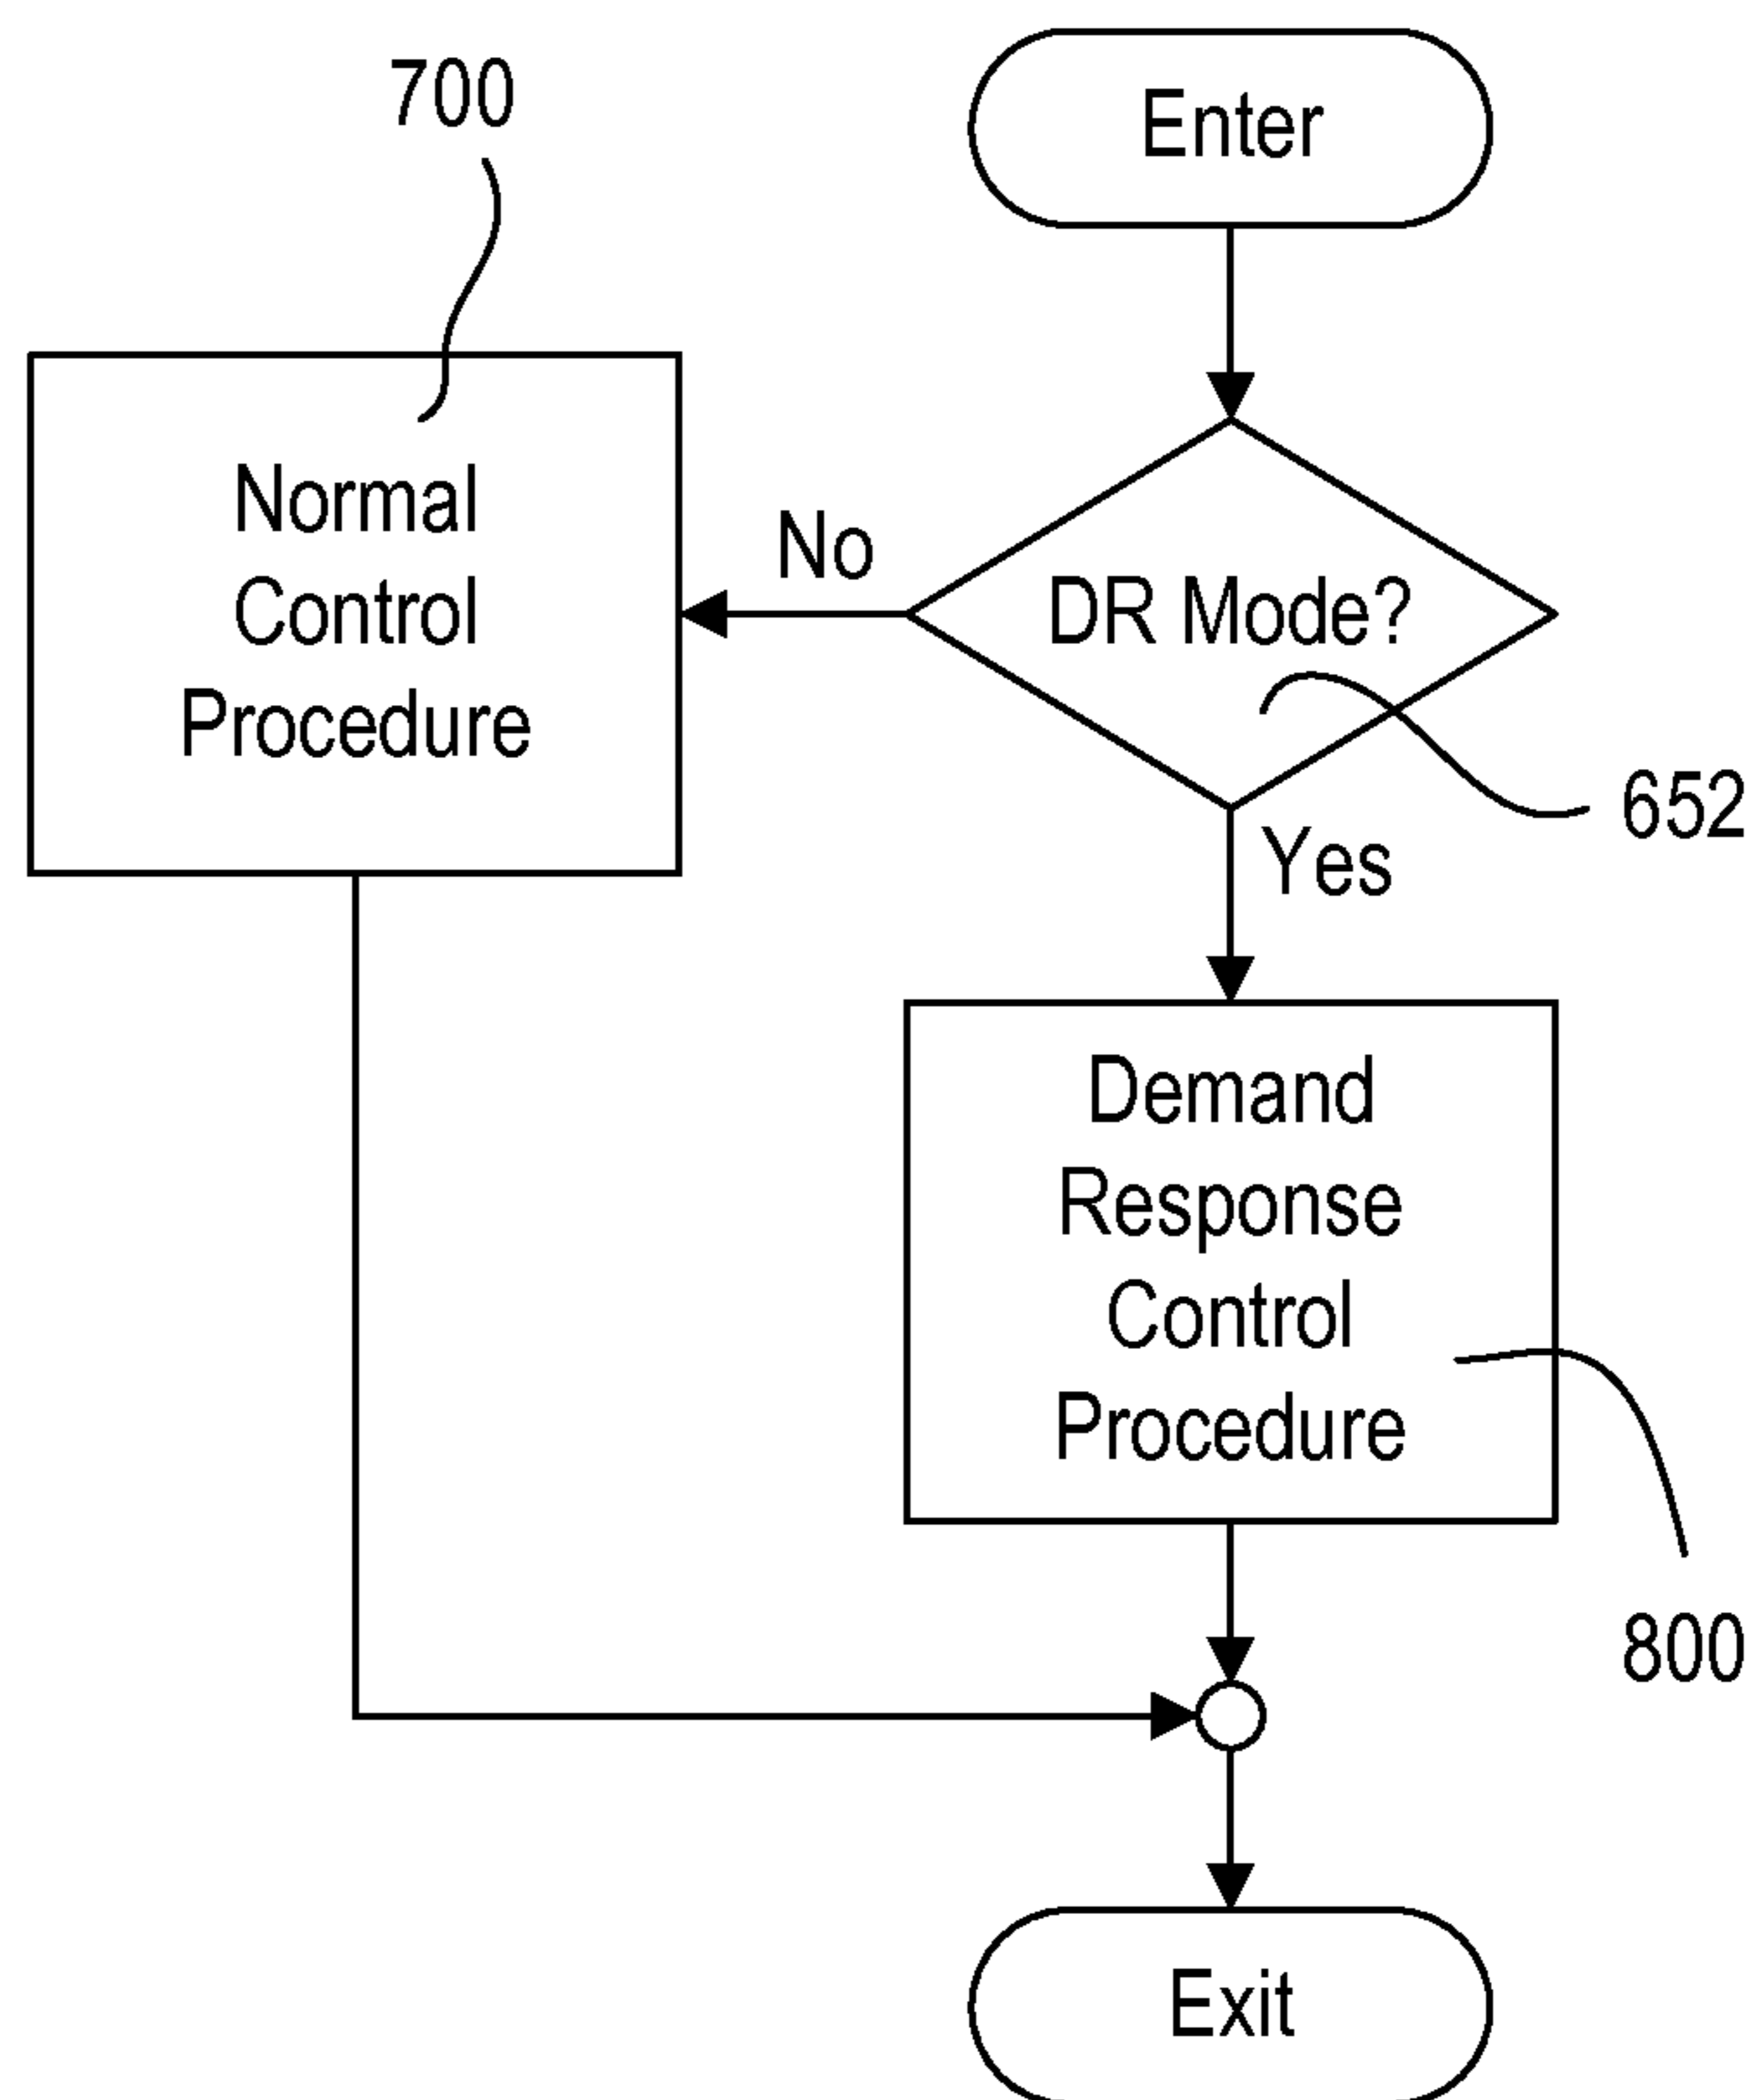 700
Enter
Normal
Control
Procedure
No
DR Mode?
652
Yes
Demand
Response
Control
Procedure
800
Exit